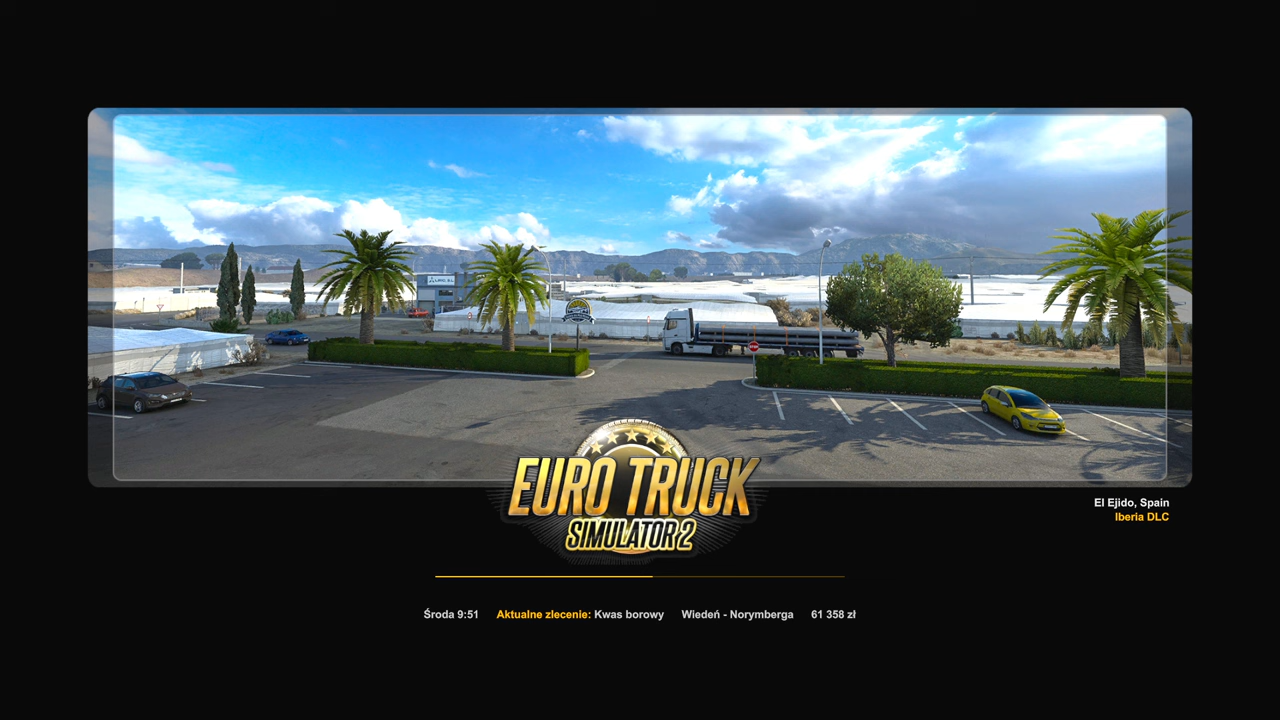 EURO TRUCK
SIMULATOR 2
El Ejido, Spain
Iberia DLC
Środa 9:51 Aktualne zlecenie: Kwas borowy Wiedeń - Norymberga 61 358 zł